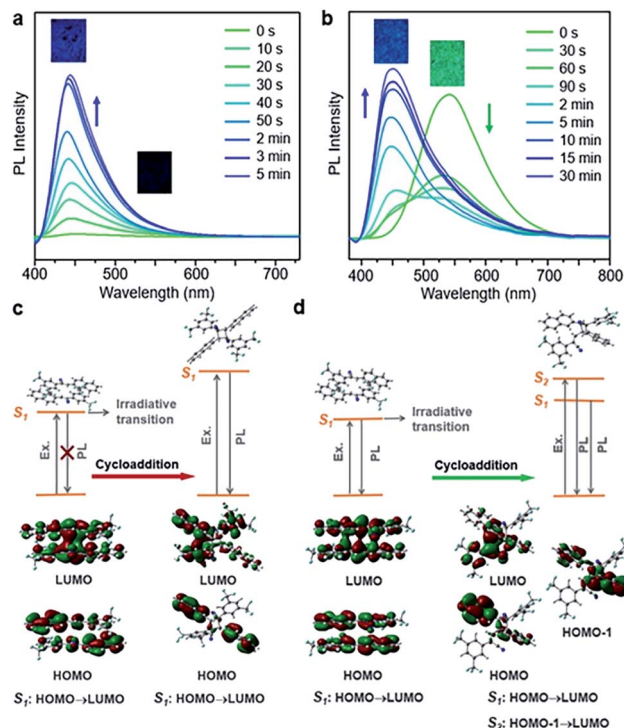 a
PL Intensity
0 s
10 s
20 s
30 s
40 s
50 s
2 min
3 min
5 min
400
500
600
700
Wavelength (nm)
b
PL Intensity
0 s
30 s
60 s
90 s
2 min
5 min
10 min
15 min
30 min
400
500
600
700
800
Wavelength (nm)
c
S1
Ex.
PL
Irradiative
transition
Cycloaddition
S1
Ex.
PL
LUMO
LUMO
HOMO
HOMO
S1: HOMO→LUMO
S1: HOMO→LUMO
d
S1
Ex.
PL
Irradiative
transition
Cycloaddition
S2
S1
Ex.
PL
PL
LUMO
LUMO
HOMO-1
HOMO
HOMO
S1: HOMO→LUMO
S1: HOMO→LUMO
S2: HOMO-1→LUMO